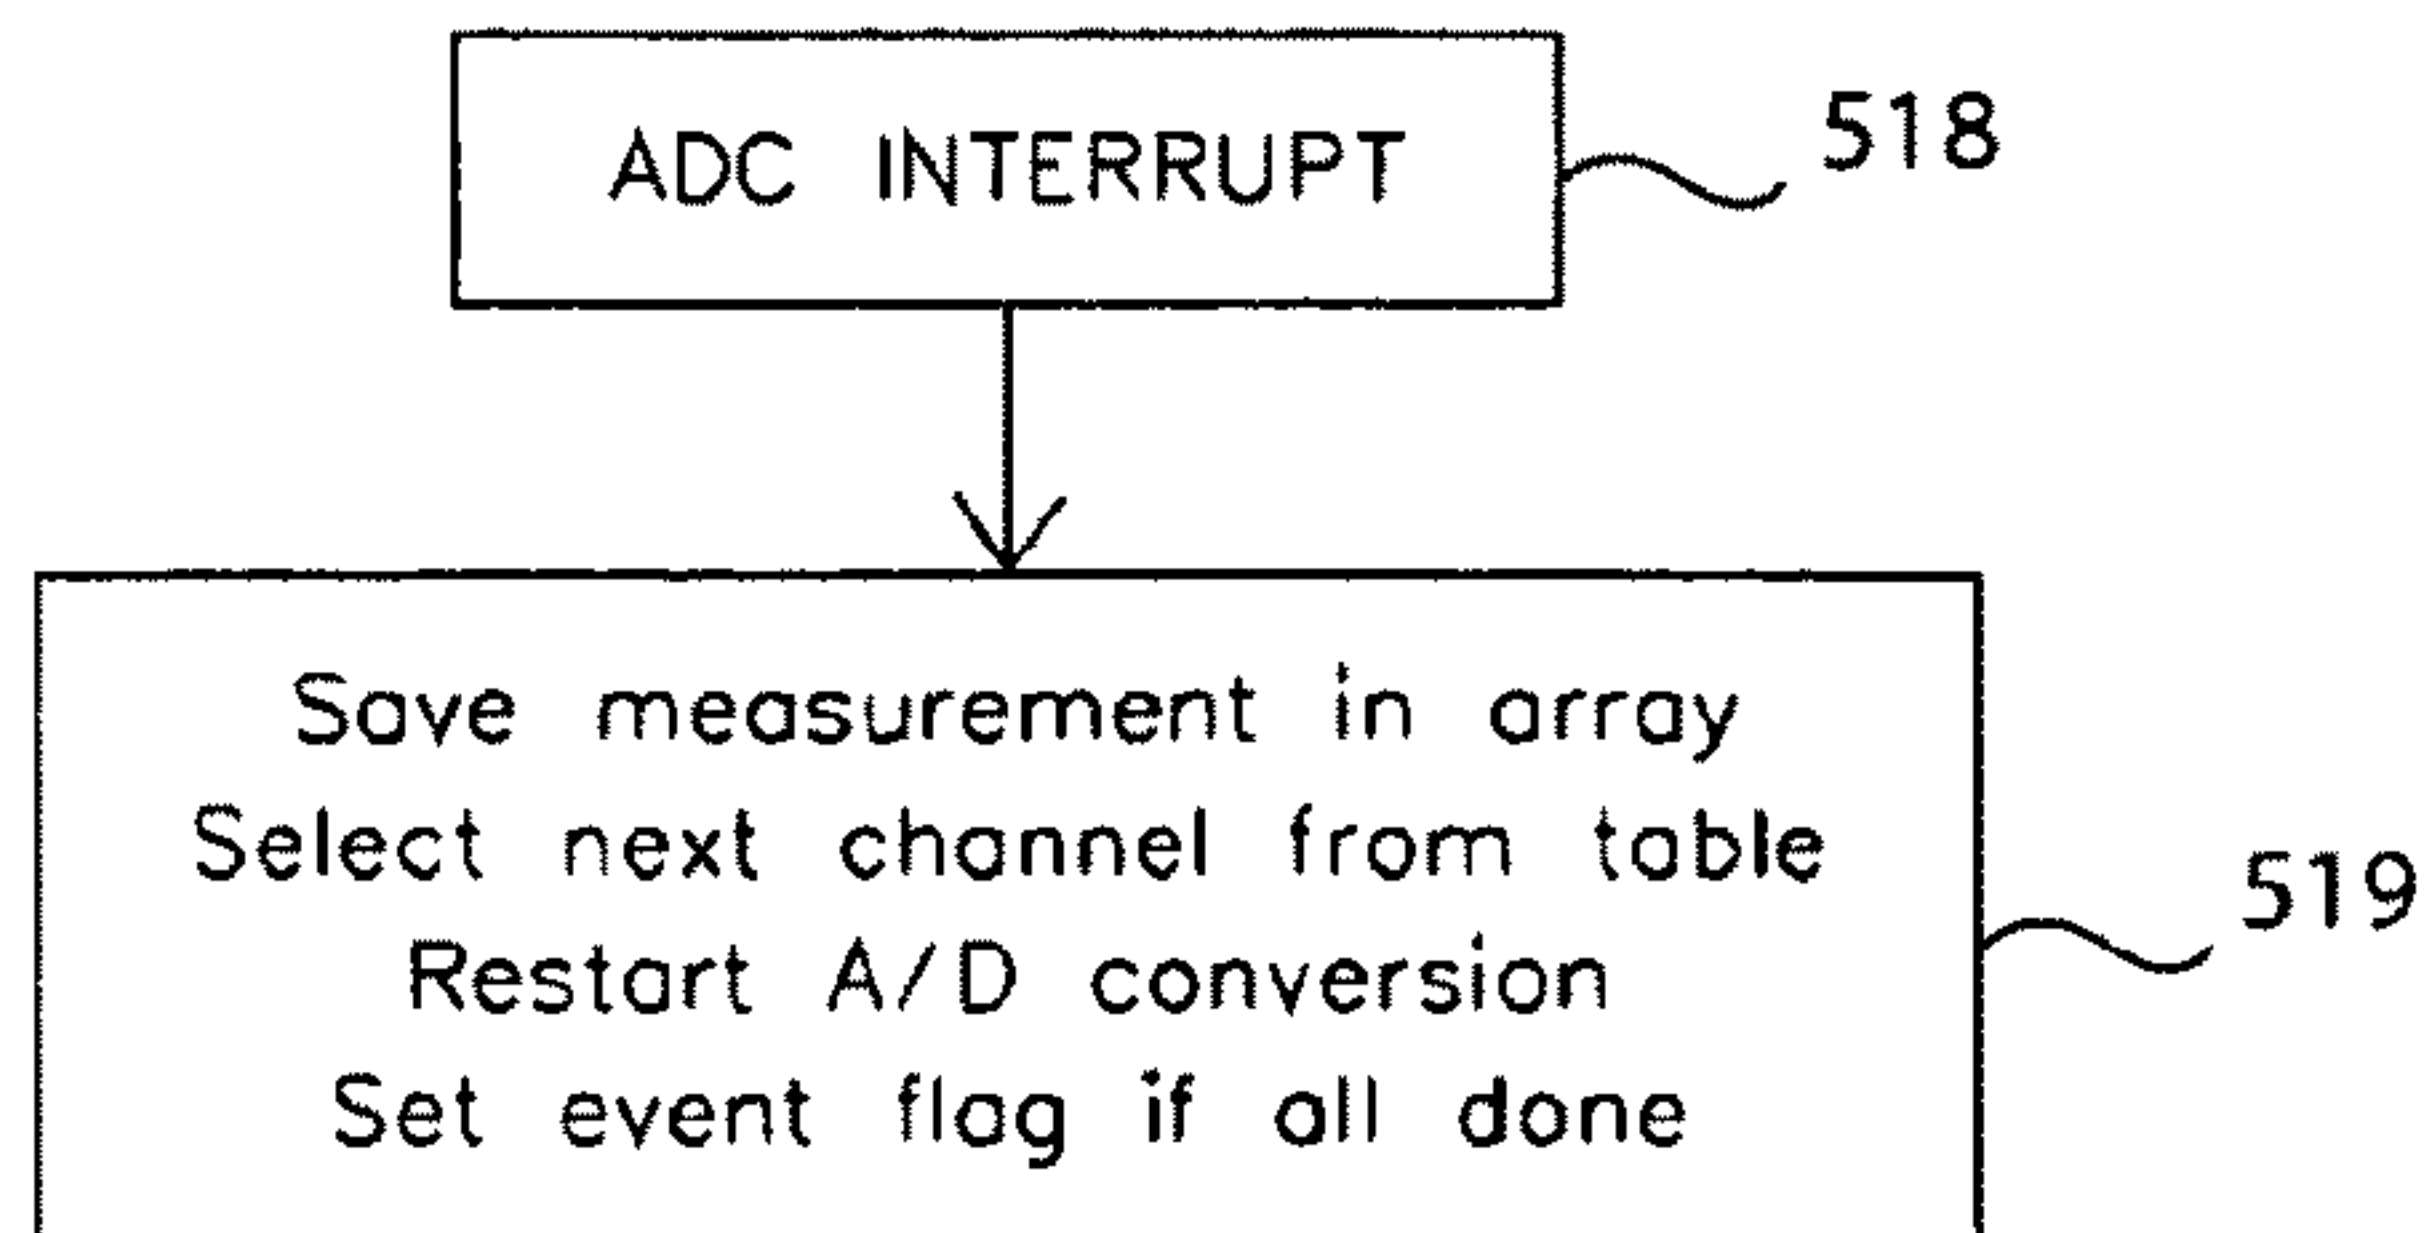 ADC INTERRUPT
518
Save measurement in array
Select next channel from table
519
Restart A/D conversion
Set event flag if all done